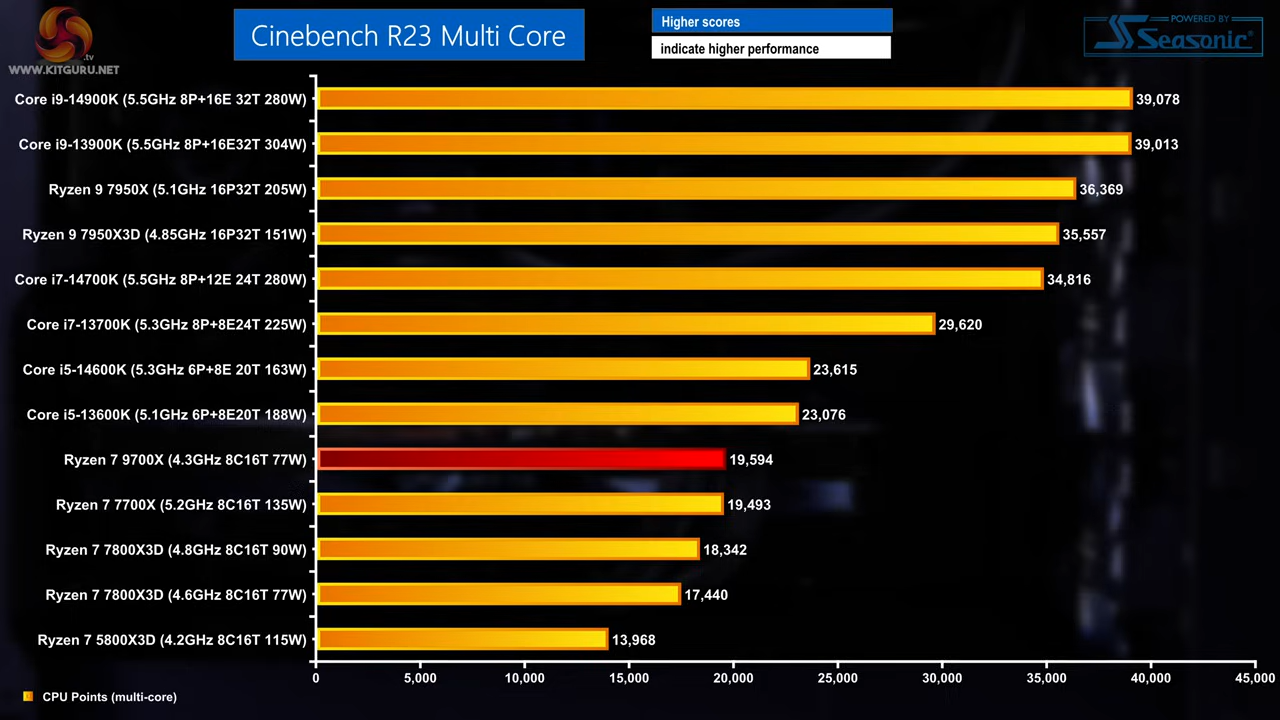 .tv
WWW.KITGURU.NET
Cinebench R23 Multi Core
Higher scores
indicate higher performance
POWERED BY
Seasonic®
Core i9-14900K (5.5GHz 8P+16E 32T 280W)
39,078
Core i9-13900K (5.5GHz 8P+16E32T 304W)
39,013
Ryzen 9 7950X (5.1GHz 16P32T 205W)
36,369
Ryzen 9 7950X3D (4.85GHz 16P32T 151W)
35,557
Core i7-14700K (5.5GHz 8P+12E 24T 280W)
34,816
Core i7-13700K (5.3GHz 8P+8E24T 225W)
29,620
Core i5-14600K (5.3GHz 6P+8E 20T 163W)
23,615
Core i5-13600K (5.1GHz 6P+8E20T 188W)
23,076
Ryzen 7 9700X (4.3GHz 8C16T 77W)
19,594
Ryzen 7 7700X (5.2GHz 8C16T 135W)
19,493
Ryzen 7 7800X3D (4.8GHz 8C16T 90W)
18,342
Ryzen 7 7800X3D (4.6GHz 8C16T 77W)
17,440
Ryzen 7 5800X3D (4.2GHz 8C16T 115W)
13,968
0 5,000 10,000 15,000 20,000 25,000 30,000 35,000 40,000 45,000
CPU Points (multi-core)